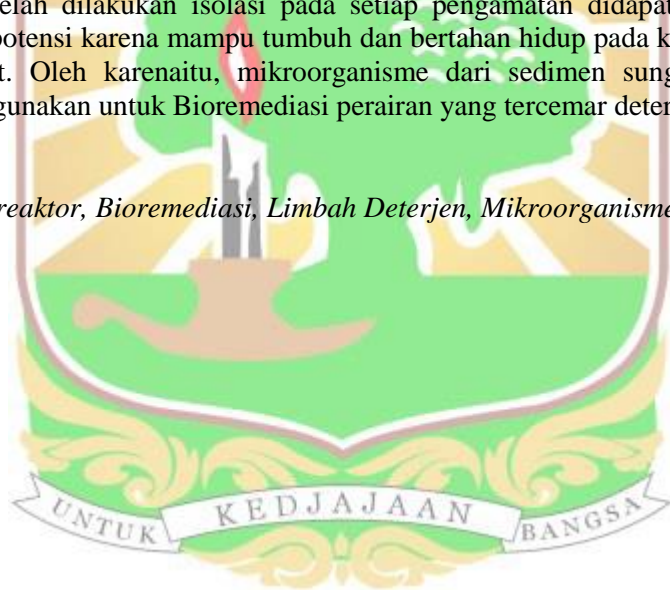 elah dilakukan isolasi pada setiap pengamatan didapat
potensi karena mampu tumbuh dan bertahan hidup pada k
t. Oleh karenaitu, mikroorganisme dari sedimen sung
gunakan untuk Bioremediasi perairan yang tercemar deter
reaktor, Bioremediasi, Limbah Deterjen, Mikroorganisme
UNTUK KEDJAJAAN BANGSA